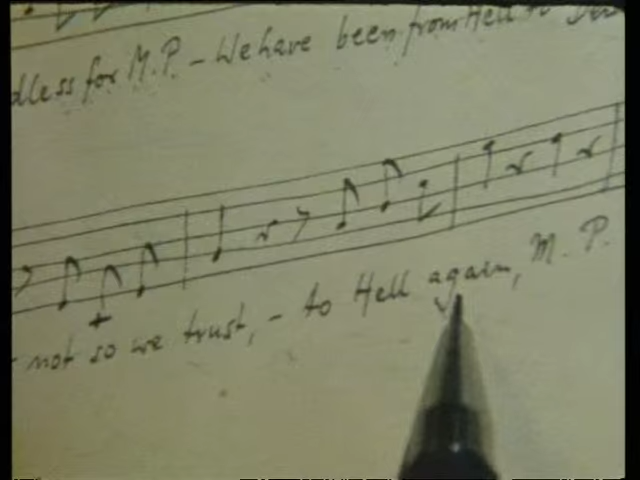 dless for M.P. – We have been from Hell to
- not so we trust, - to Hell again, M. P.